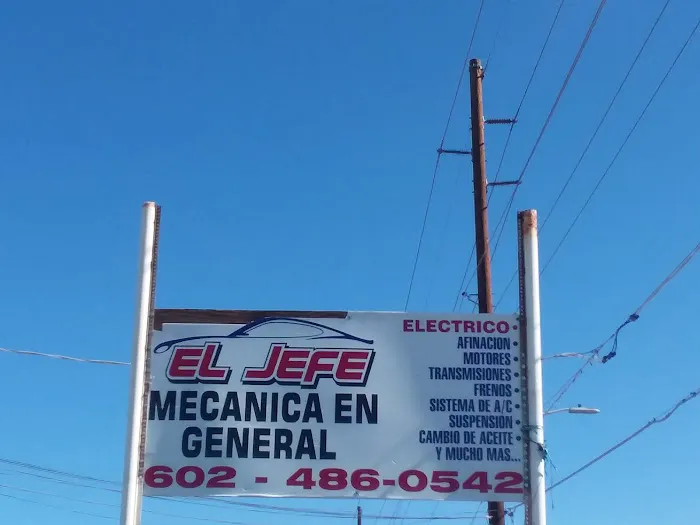 EL JEFE
MECANICA EN
GENERAL
ELECTRICO
AFINACION
MOTORES
TRANSMISIONES
FRENOS
SISTEMA DE A/C
SUSPENSION
CAMBIO DE ACEITE
Y MUCHO MAS...
602 - 486-0542